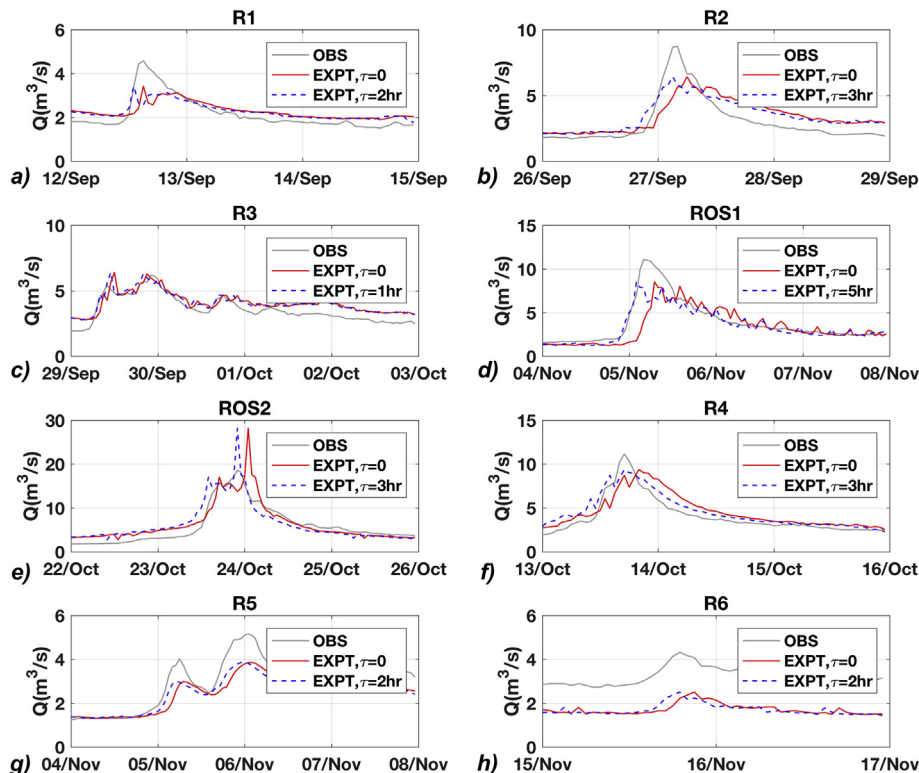 R1
Q(m³/s)
6
4
2
0
OBS
EXPT,τ=0
EXPT,τ=2hr
12/Sep 13/Sep 14/Sep 15/Sep
a)
R2
Q(m³/s)
10
5
0
OBS
EXPT,τ=0
EXPT,τ=3hr
26/Sep 27/Sep 28/Sep 29/Sep
b)
R3
Q(m³/s)
10
5
0
OBS
EXPT,τ=0
EXPT,τ=1hr
29/Sep 30/Sep 01/Oct 02/Oct 03/Oct
c)
ROS1
Q(m³/s)
15
10
5
0
OBS
EXPT,τ=0
EXPT,τ=5hr
04/Nov 05/Nov 06/Nov 07/Nov 08/Nov
d)
ROS2
Q(m³/s)
30
20
10
0
OBS
EXPT,τ=0
EXPT,τ=3hr
22/Oct 23/Oct 24/Oct 25/Oct 26/Oct
e)
R4
Q(m³/s)
15
10
5
0
OBS
EXPT,τ=0
EXPT,τ=3hr
13/Oct 14/Oct 15/Oct 16/Oct
f)
R5
Q(m³/s)
6
4
2
0
OBS
EXPT,τ=0
EXPT,τ=2hr
04/Nov 05/Nov 06/Nov 07/Nov 08/Nov
g)
R6
Q(m³/s)
6
4
2
0
OBS
EXPT,τ=0
EXPT,τ=2hr
15/Nov 16/Nov 17/Nov
h)